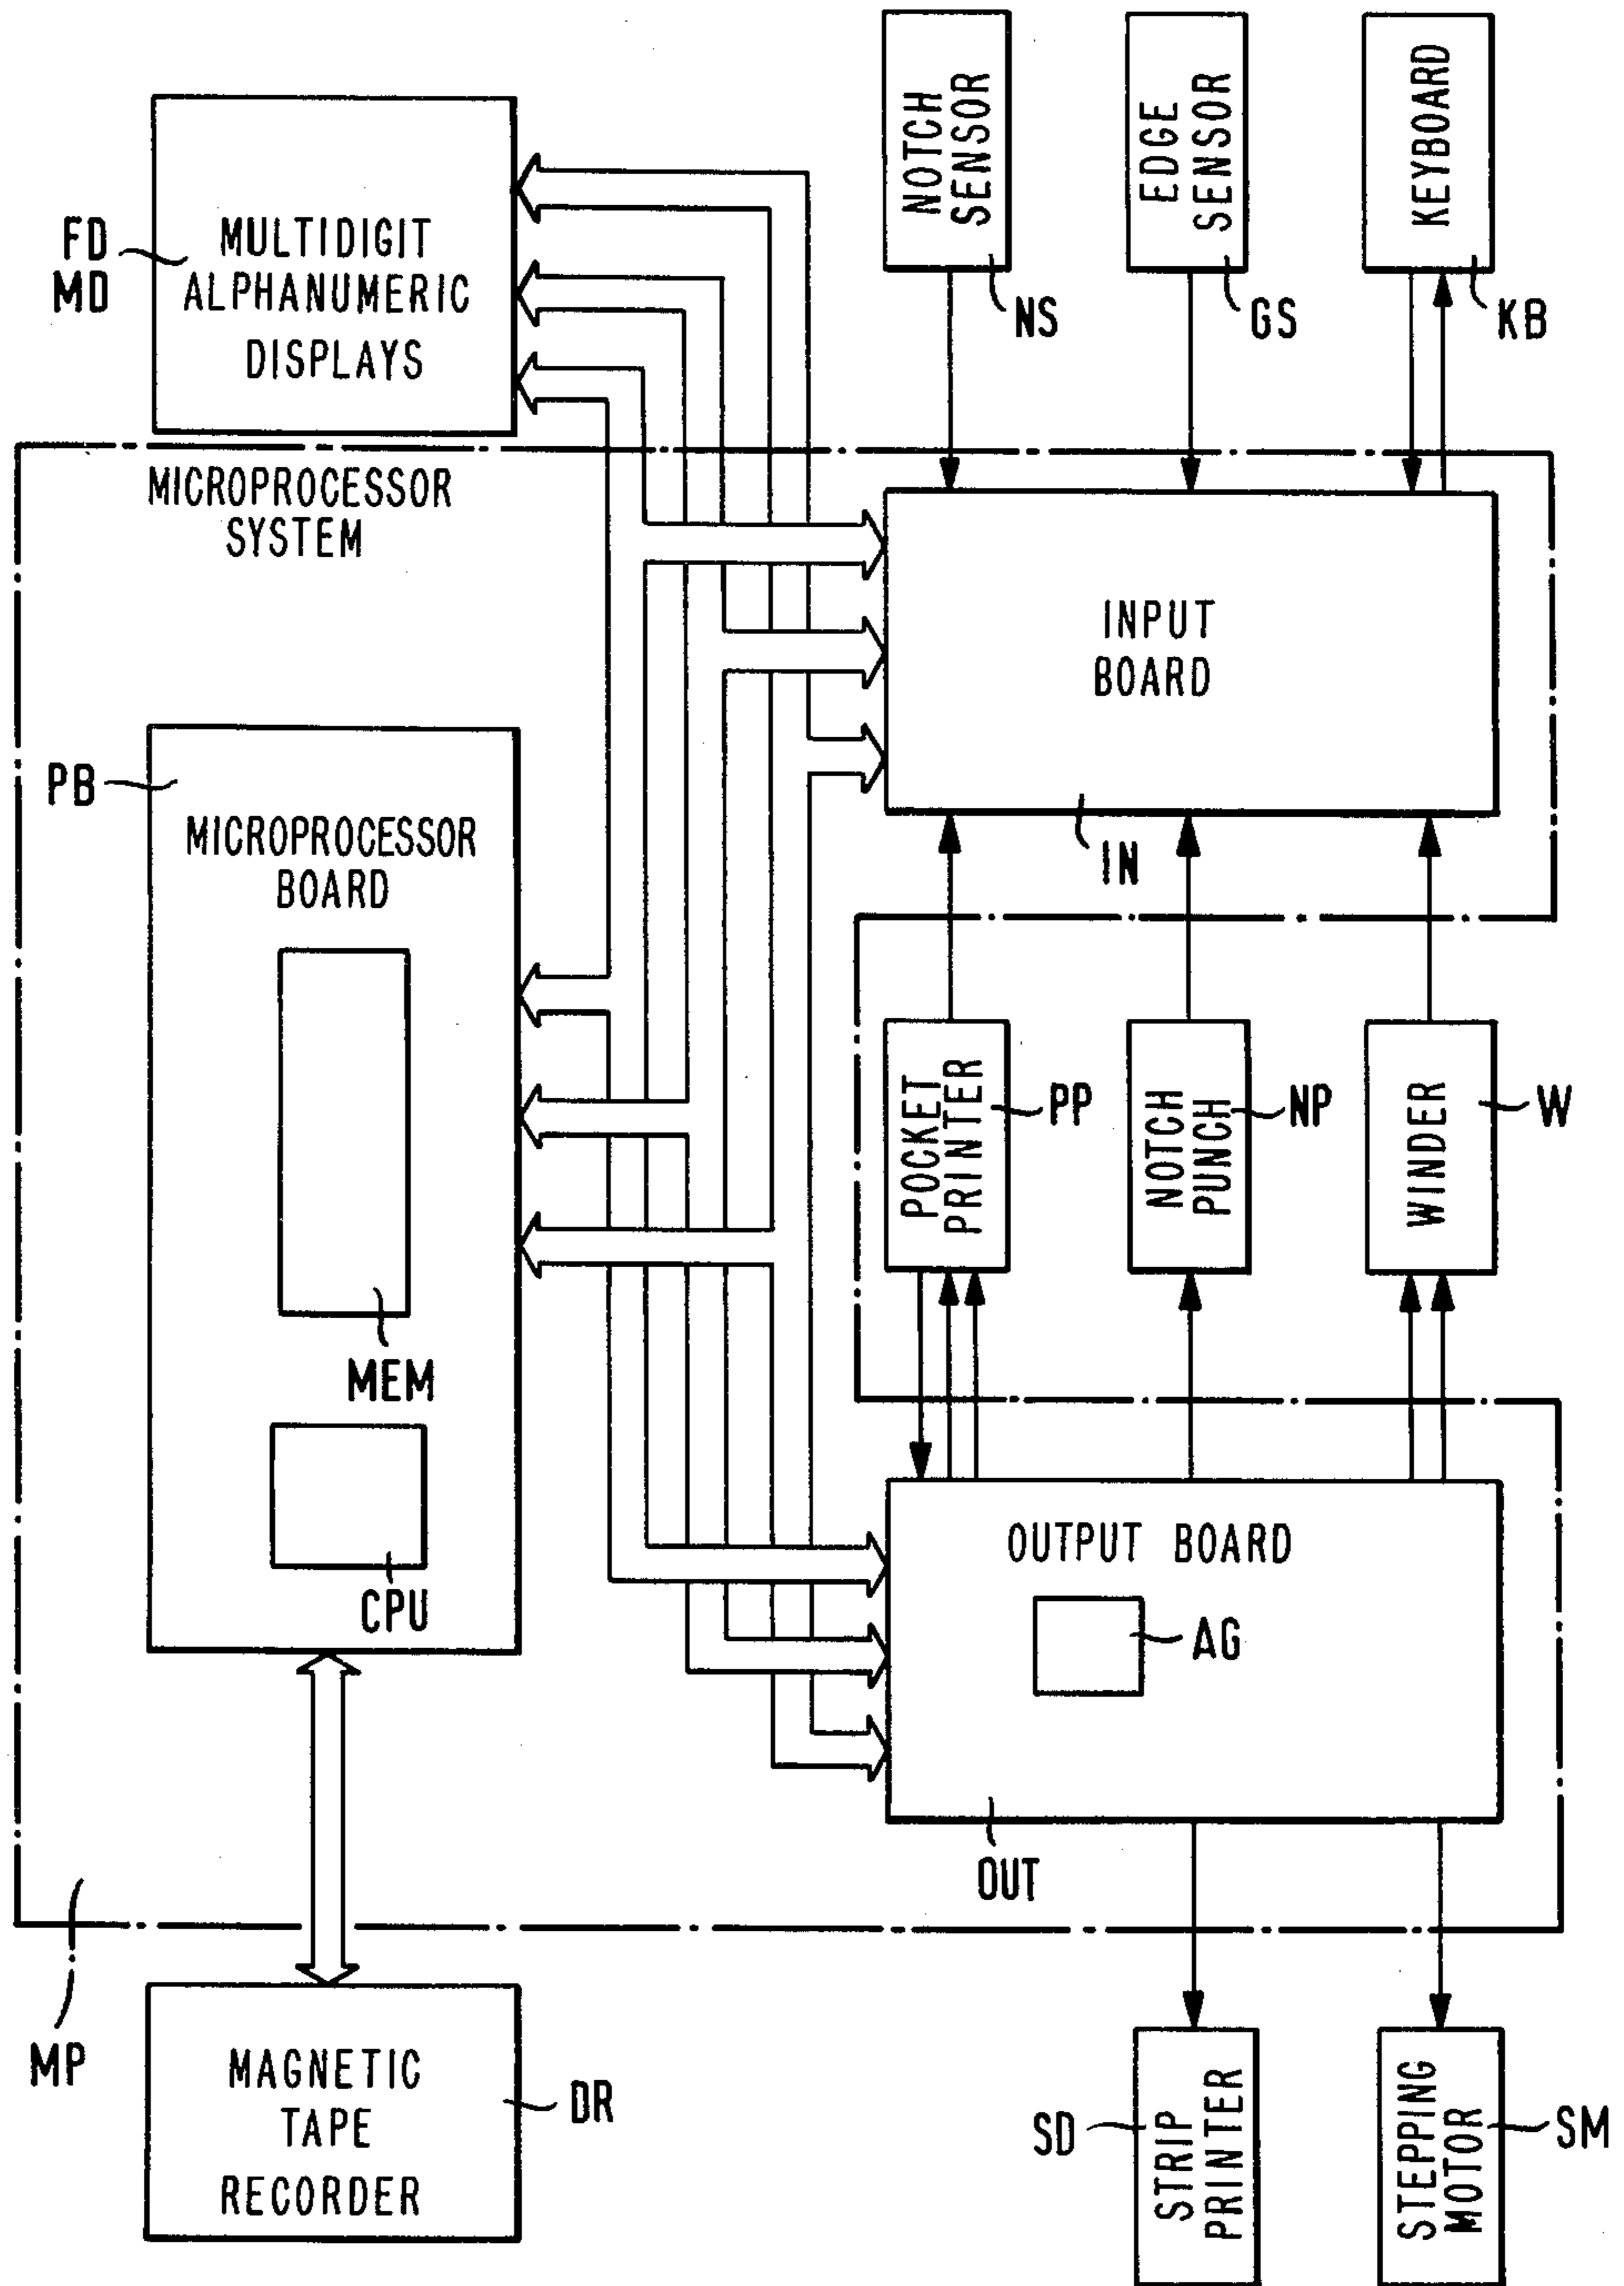 NOTCH
SENSOR
NS
EDGE
SENSOR
GS
KEYBOARD
KB
FD
MD
MULTIDIGIT
ALPHANUMERIC
DISPLAYS
MICROPROCESSOR
SYSTEM
INPUT
BOARD
IN
PB
MICROPROCESSOR
BOARD
MEM
CPU
POCKET
PRINTER
PP
NOTCH
PUNCH
NP
WINDER
W
OUTPUT BOARD
AG
OUT
MP
MAGNETIC
TAPE
RECORDER
DR
SD
STRIP
PRINTER
STEPPING
MOTOR
SM